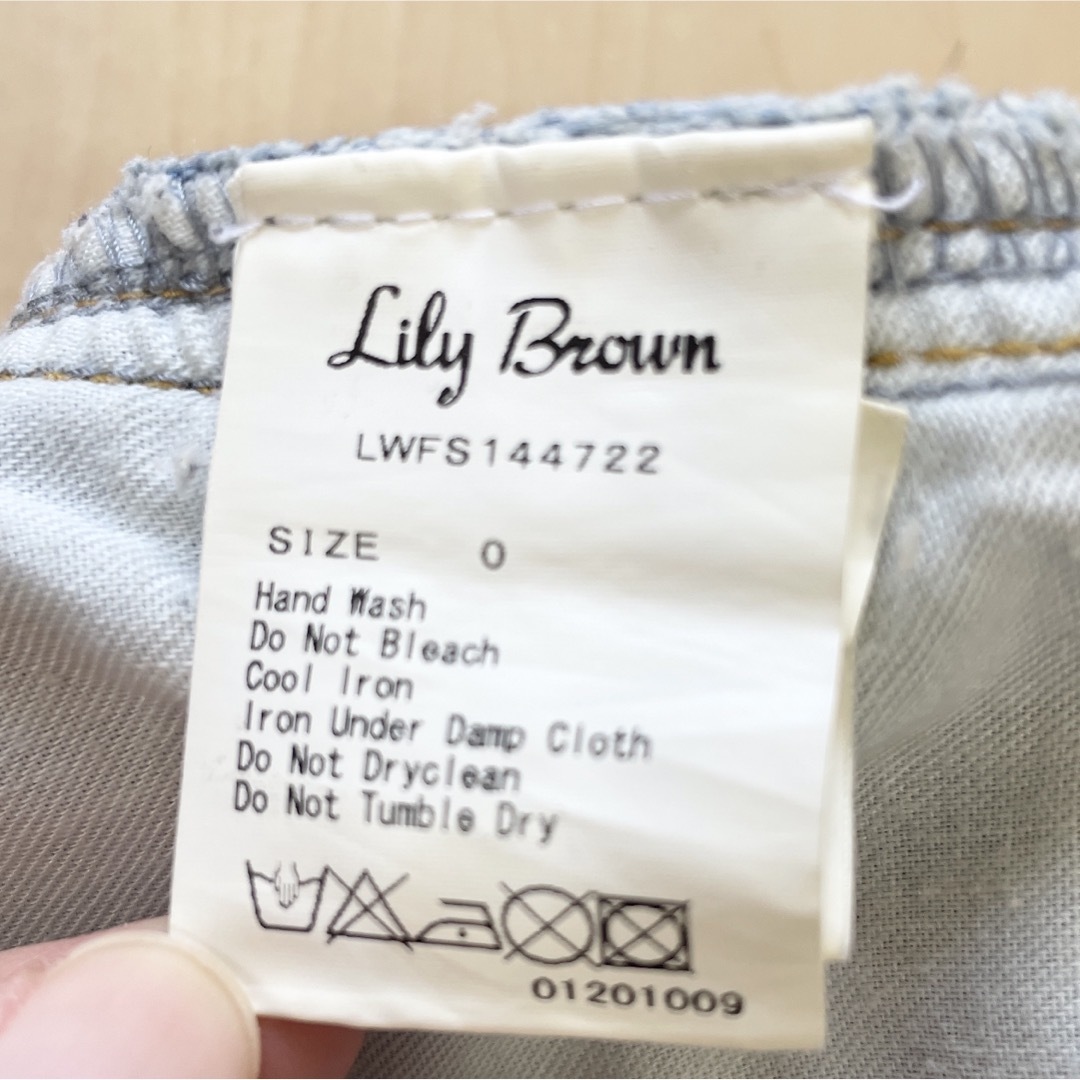 Lily Brown
LWFS144722
SIZE 0
Hand Wash
Do Not Bleach
Cool Iron
Iron Under Damp Cloth
Do Not Dryclean
Do Not Tumble Dry
01201009